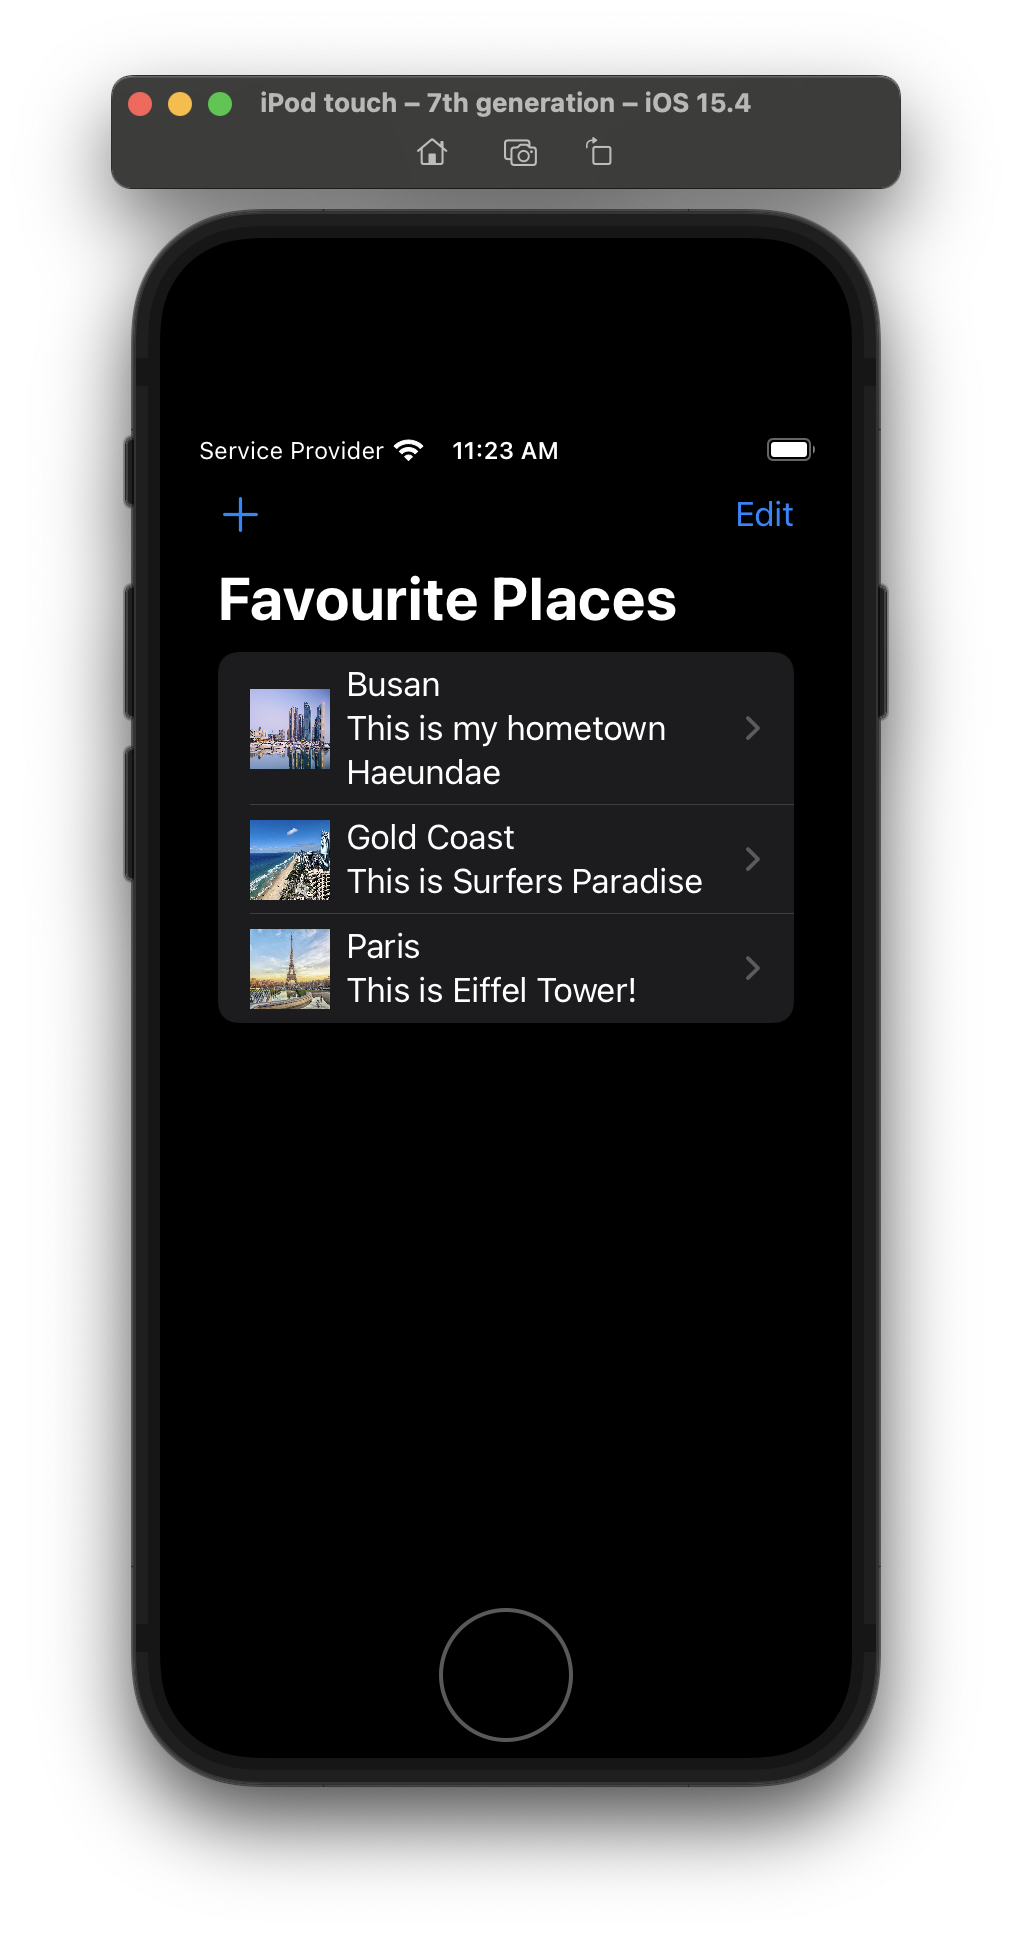 iPod touch – 7th generation – iOS 15.4
Service Provider 11:23 AM
Edit
Favourite Places
Busan
This is my hometown
Haeundae
Gold Coast
This is Surfers Paradise
Paris
This is Eiffel Tower!